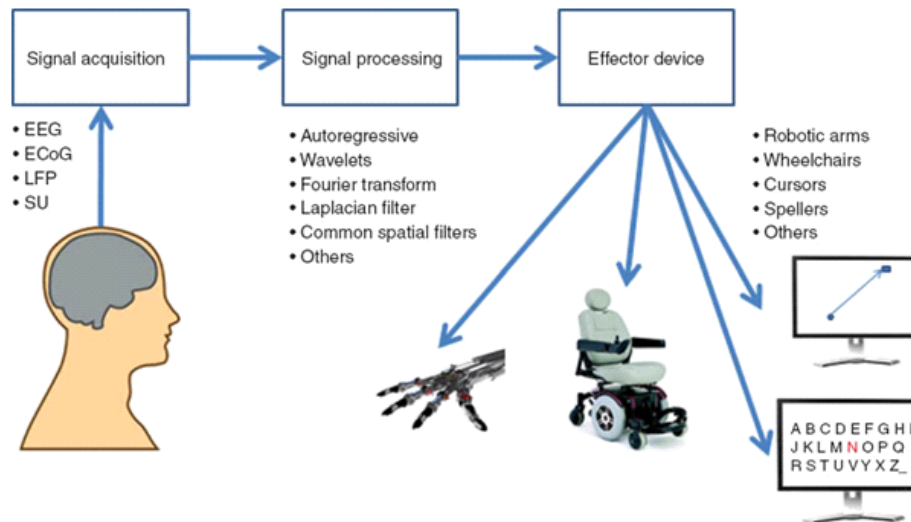 Signal acquisition
Signal processing
Effector device
• EEG
• ECoG
• LFP
• SU
• Autoregressive
• Wavelets
• Fourier transform
• Laplacian filter
• Common spatial filters
• Others
• Robotic arms
• Wheelchairs
• Cursors
• Spellers
• Others
A B C D E F G H I
J K L M N O P Q
R S T U V Y X Z _